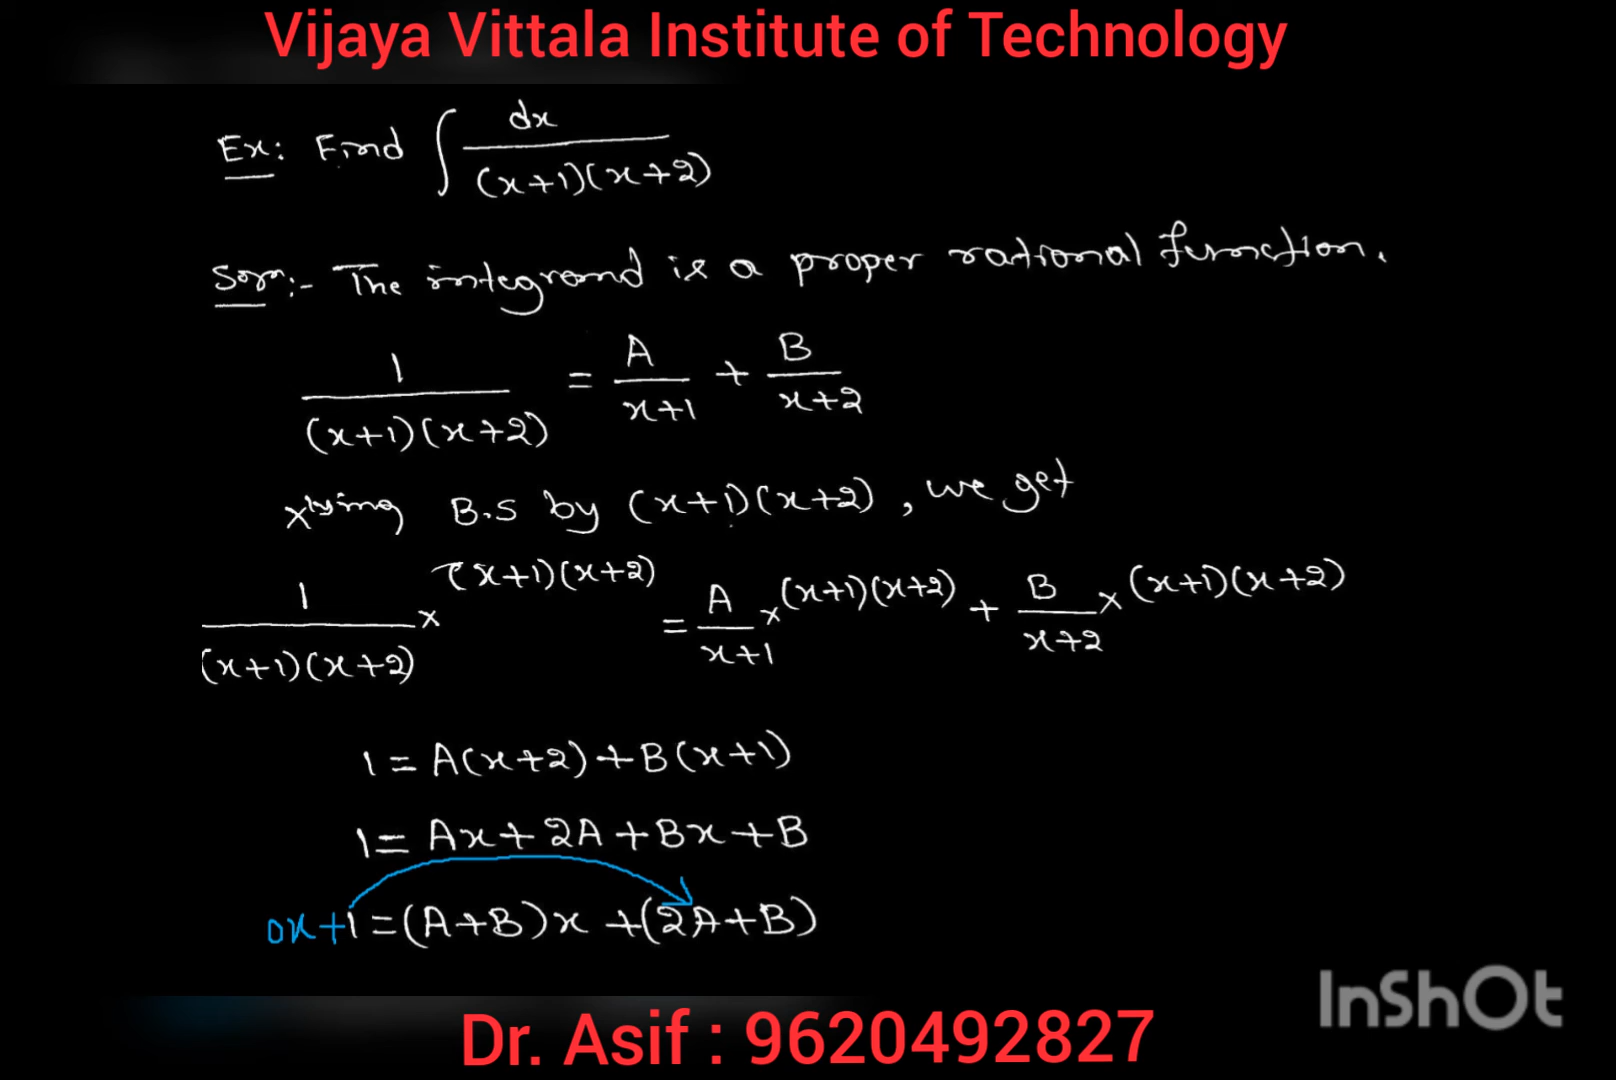 Vijaya Vittala Institute of Technology
Ex: Find ∫ dx / (x+1)(x+2)
Som:- The integrand is a proper rational function.
1 / (x+1)(x+2) = A / x+1 + B / x+2
xlying B.S by (x+1)(x+2), we get
1 / (x+1)(x+2) × (x+1)(x+2) = A / x+1 × (x+1)(x+2) + B / x+2 × (x+1)(x+2)
1 = A(x+2) + B(x+1)
1 = Ax + 2A + Bx + B
0x+1 = (A+B)x + (2A+B)
InShOt
Dr. Asif : 9620492827